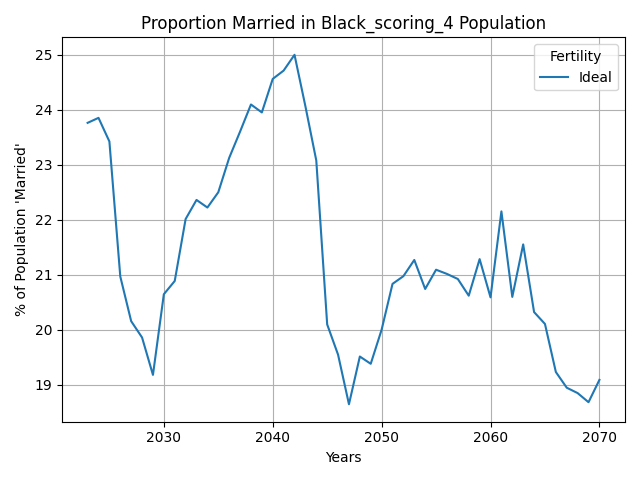 Proportion Married in Black_scoring_4 Population
Fertility
Ideal
% of Population 'Married'
25
24
23
22
21
20
19
2030
2040
2050
2060
2070
Years